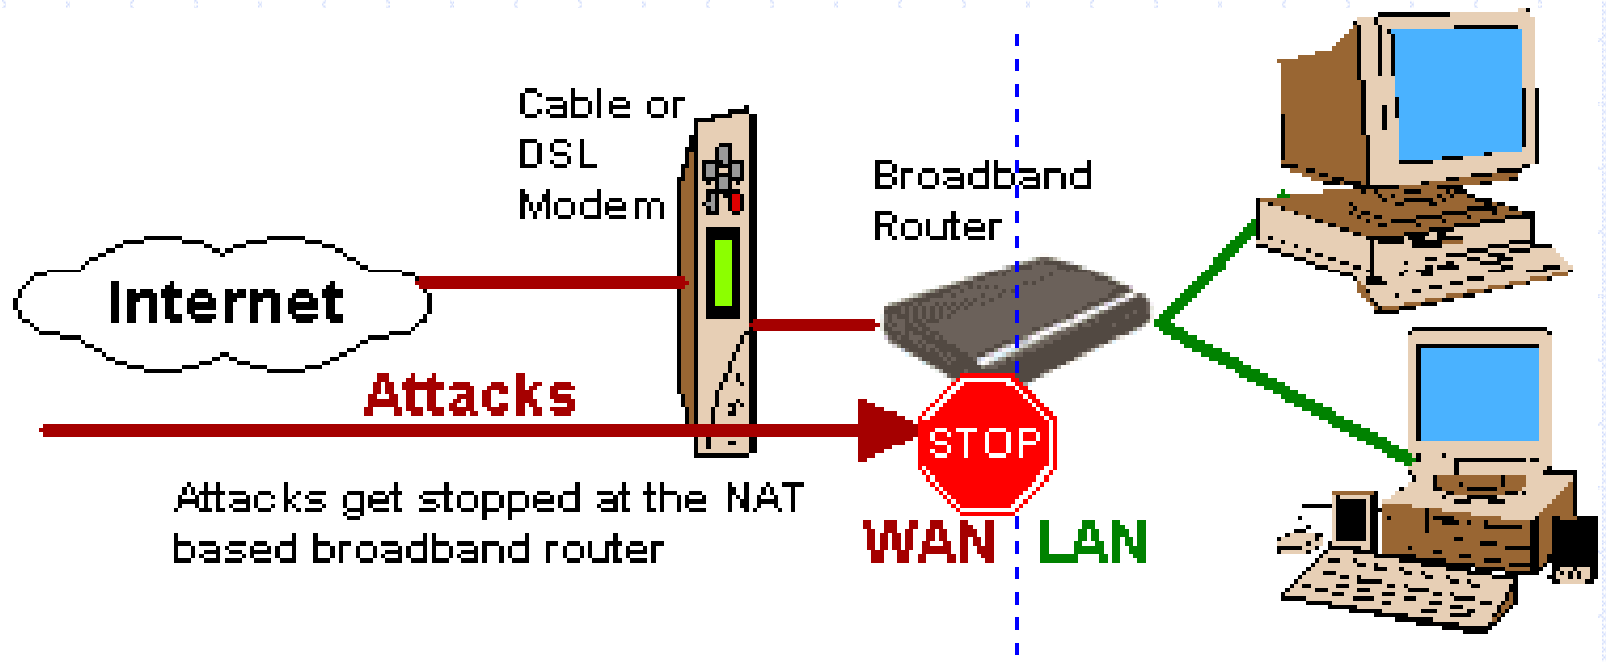 Cable or
DSL
Modem
Broadband
Router
Internet
Attacks
STOP
Attacks get stopped at the NAT
based broadband router
WAN
LAN